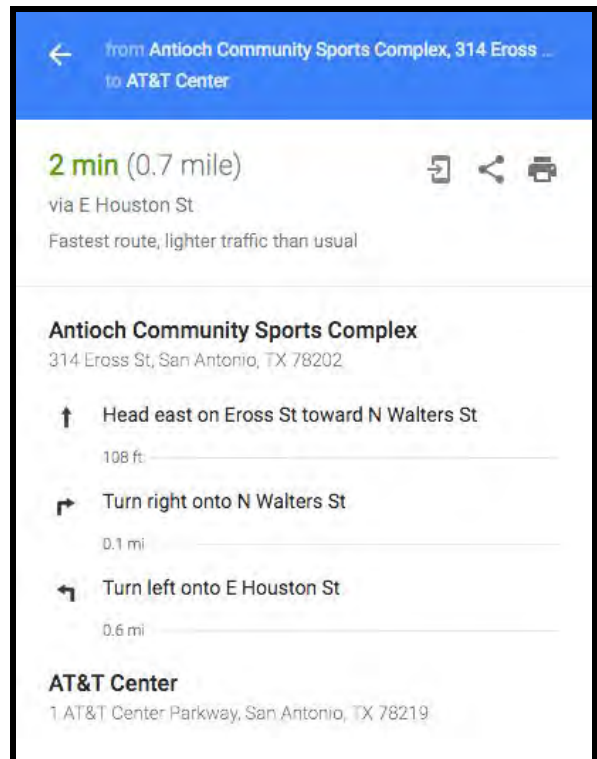 from Antioch Community Sports Complex, 314 Eross ...
to AT&T Center
2 min (0.7 mile)
via E Houston St
Fastest route, lighter traffic than usual
Antioch Community Sports Complex
314 Eross St, San Antonio, TX 78202
Head east on Eross St toward N Walters St
108 ft
Turn right onto N Walters St
0.1 mi
Turn left onto E Houston St
0.6 mi
AT&T Center
1 AT&T Center Parkway, San Antonio, TX 78219